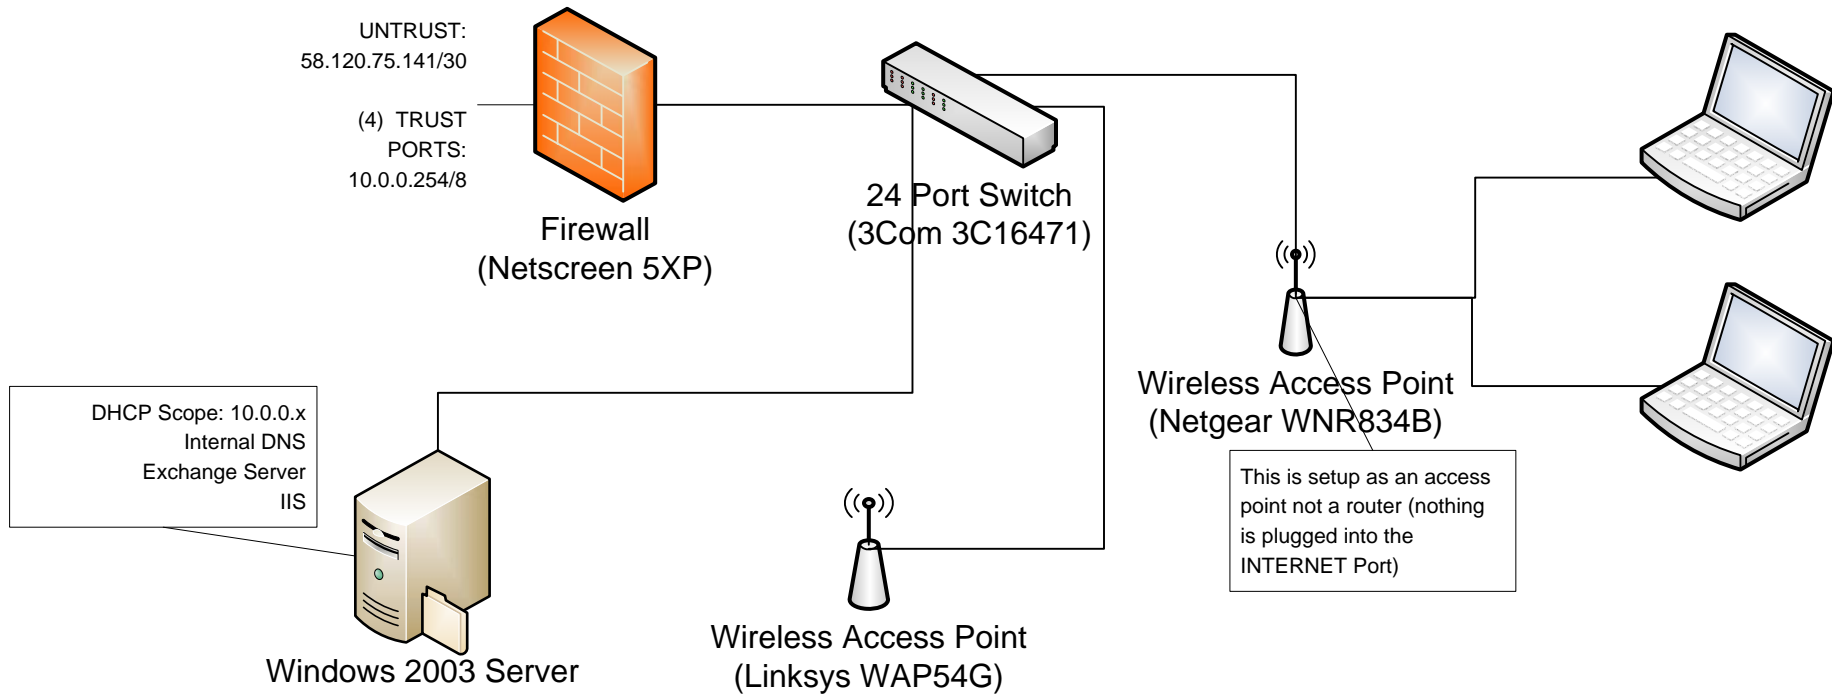 UNTRUST:
58.120.75.141/30
(4) TRUST
PORTS:
10.0.0.254/8
Firewall
(Netscreen 5XP)
24 Port Switch
(3Com 3C16471)
Wireless Access Point
(Netgear WNR834B)
This is setup as an access
point not a router (nothing
is plugged into the
INTERNET Port)
DHCP Scope: 10.0.0.x
Internal DNS
Exchange Server
IIS
Windows 2003 Server
Wireless Access Point
(Linksys WAP54G)